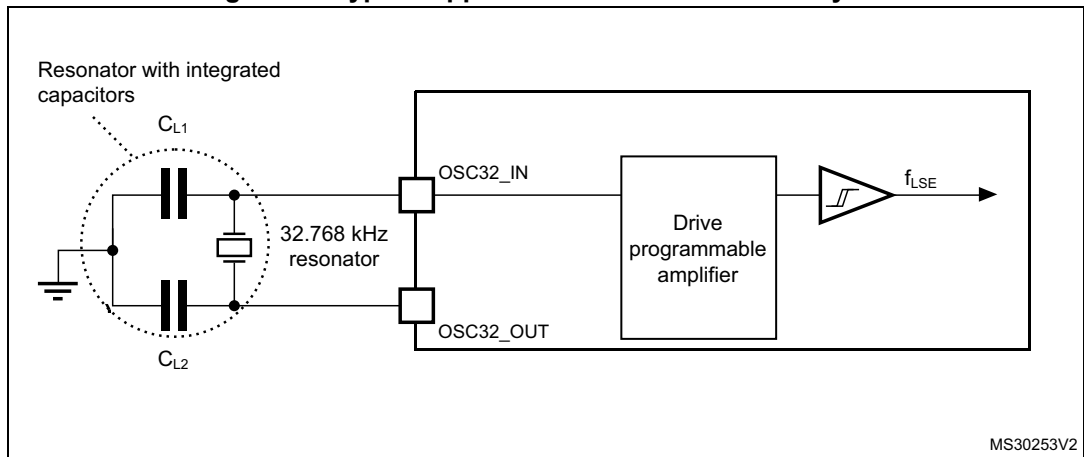 Resonator with integrated
capacitors
CL1
OSC32_IN
fLSE
32.768 kHz
resonator
Drive
programmable
amplifier
OSC32_OUT
CL2
MS30253V2